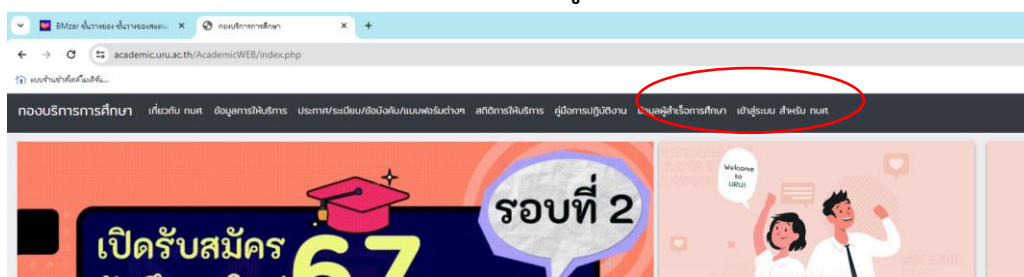 BMzar ชั้นวางของ ชั้นวางของสแตนเ...
กองบริการการศึกษา
academic.uru.ac.th/AcademicWEB/index.php
กองบริการการศึกษา เกี่ยวกับ กบศ. ข้อมูลการให้บริการ ประกาศ/ระเบียบ/ข้อบังคับ/แบบฟอร์มต่างๆ สถิติการให้บริการ คู่มือการปฏิบัติงาน ข้อมูลผู้สำเร็จการศึกษา เข้าสู่ระบบ สำหรับ กบศ.
รอบที่ 2
Welcome
to
URU!
เปิดรับสมัคร
67